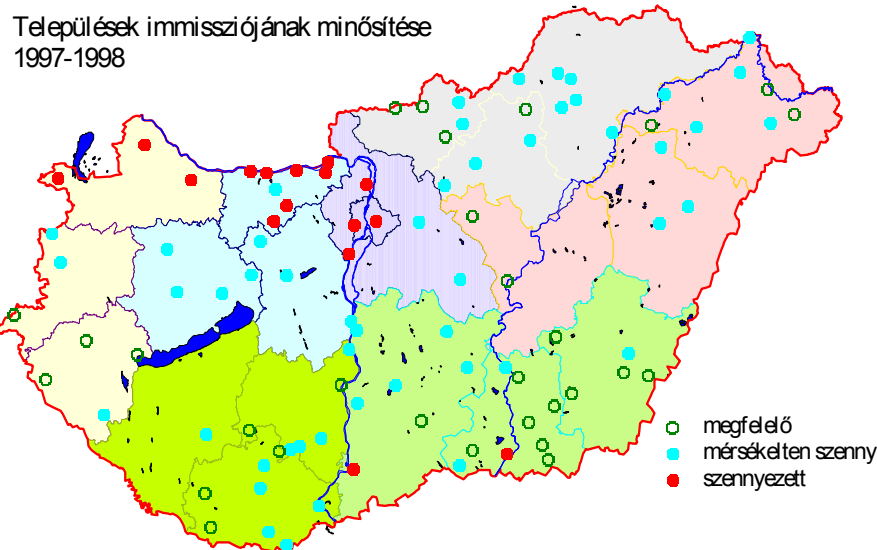 Települések immissziójának minősítése
1997-1998
megfelelő
mérsékelten szenny
szennyezett